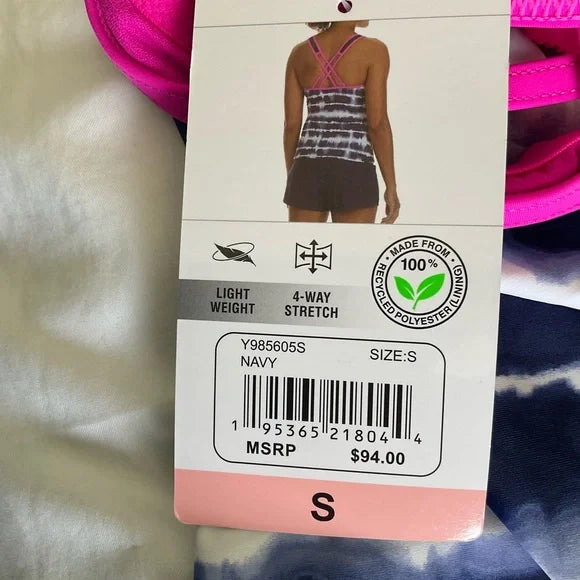 MADE FROM
100%
RECYCLED POLYESTER (LINING)
LIGHT
WEIGHT
4-WAY
STRETCH
Y985605S
SIZE:S
NAVY
1 95365 21804 4
MSRP
$94.00
S